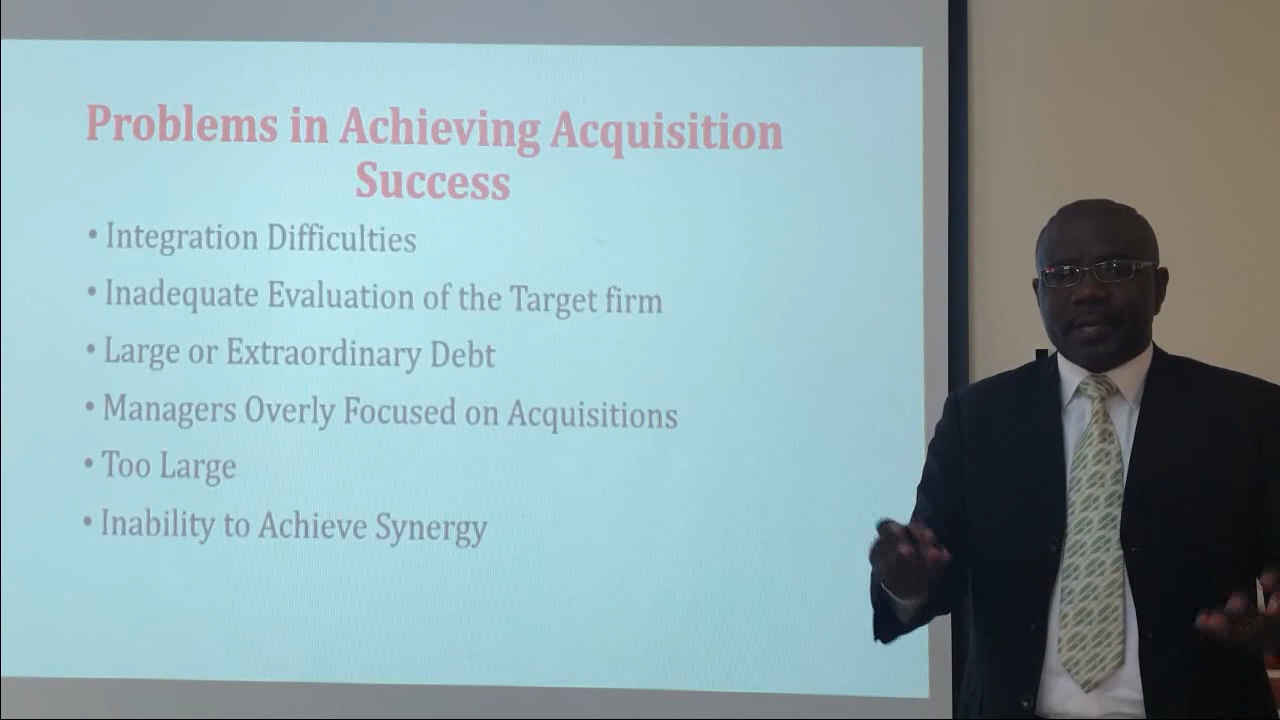 Problems in Achieving Acquisition
Success
• Integration Difficulties
• Inadequate Evaluation of the Target firm
• Large or Extraordinary Debt
• Managers Overly Focused on Acquisitions
• Too Large
• Inability to Achieve Synergy